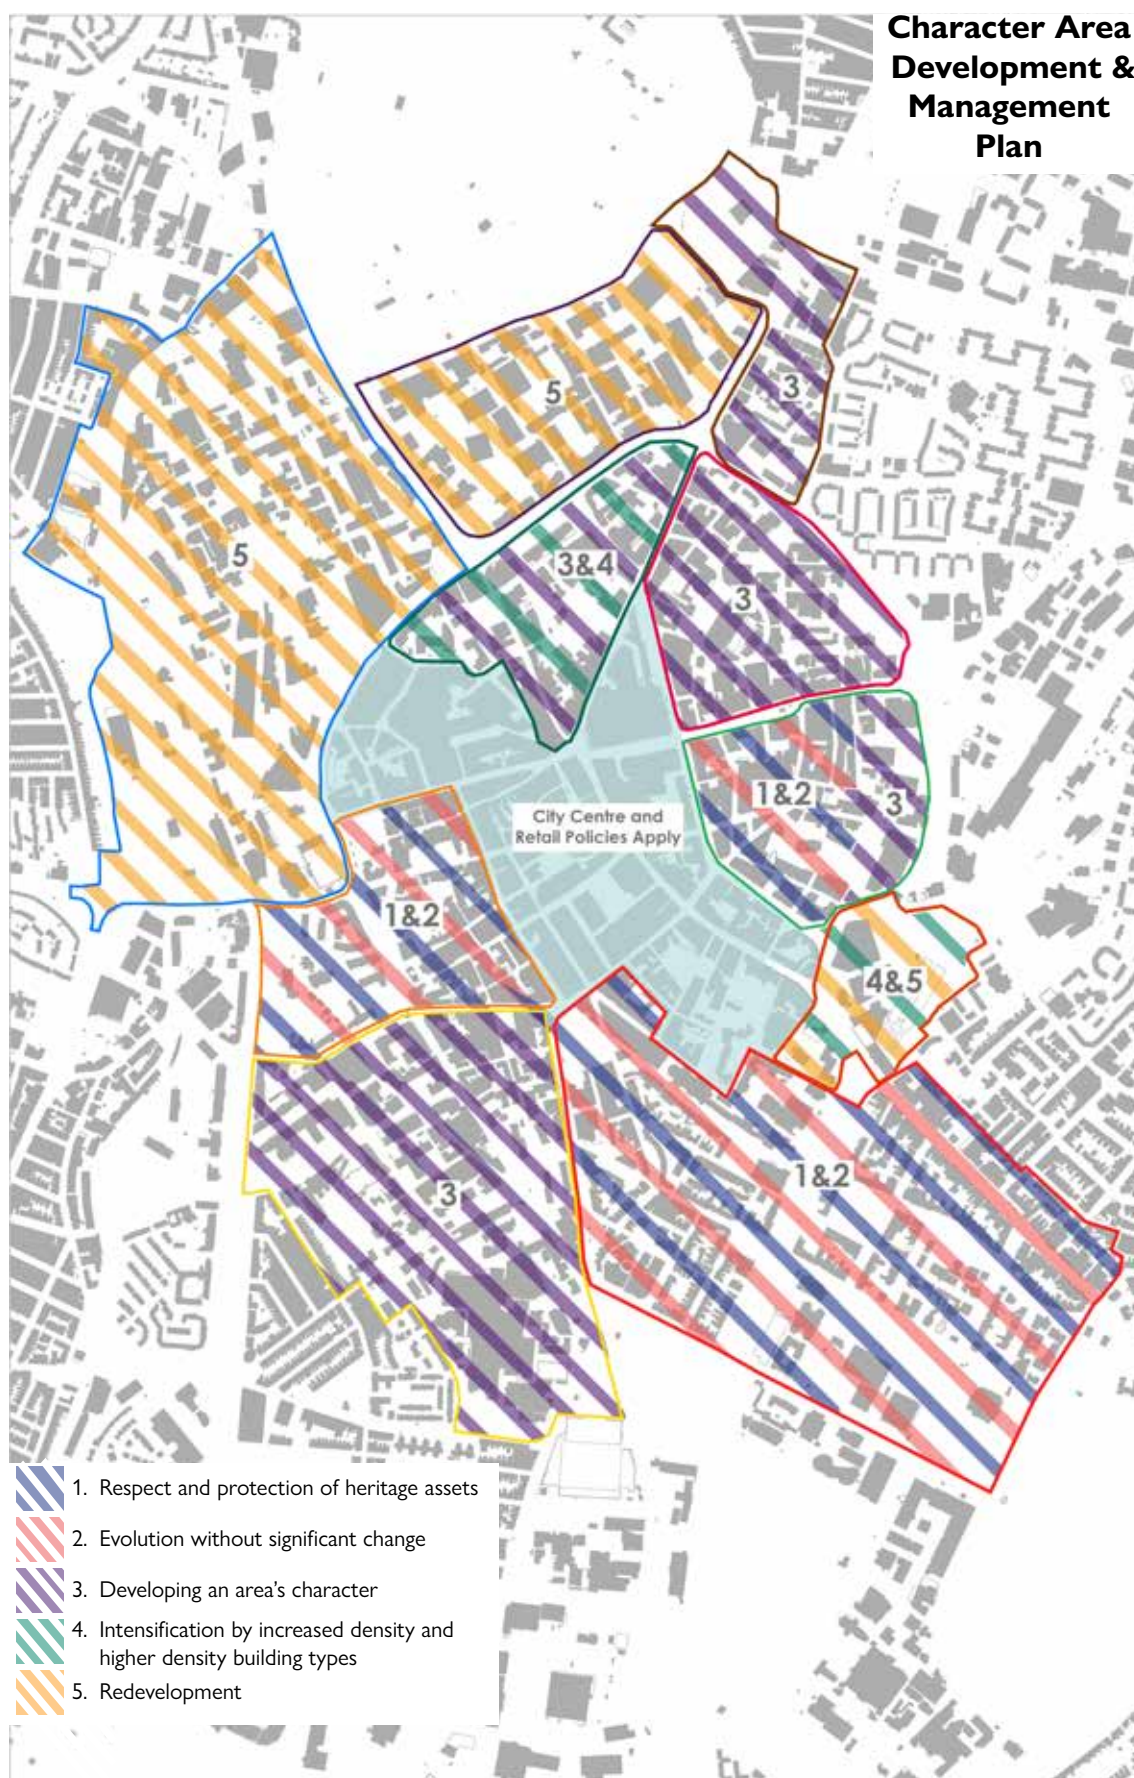 Character Area
Development &
Management
Plan
3
5
3&4
5
3
1&2
3
City Centre and
Retail Policies Apply
1&2
4&5
1&2
3
1. Respect and protection of heritage assets
2. Evolution without significant change
3. Developing an area's character
4. Intensification by increased density and
higher density building types
5. Redevelopment